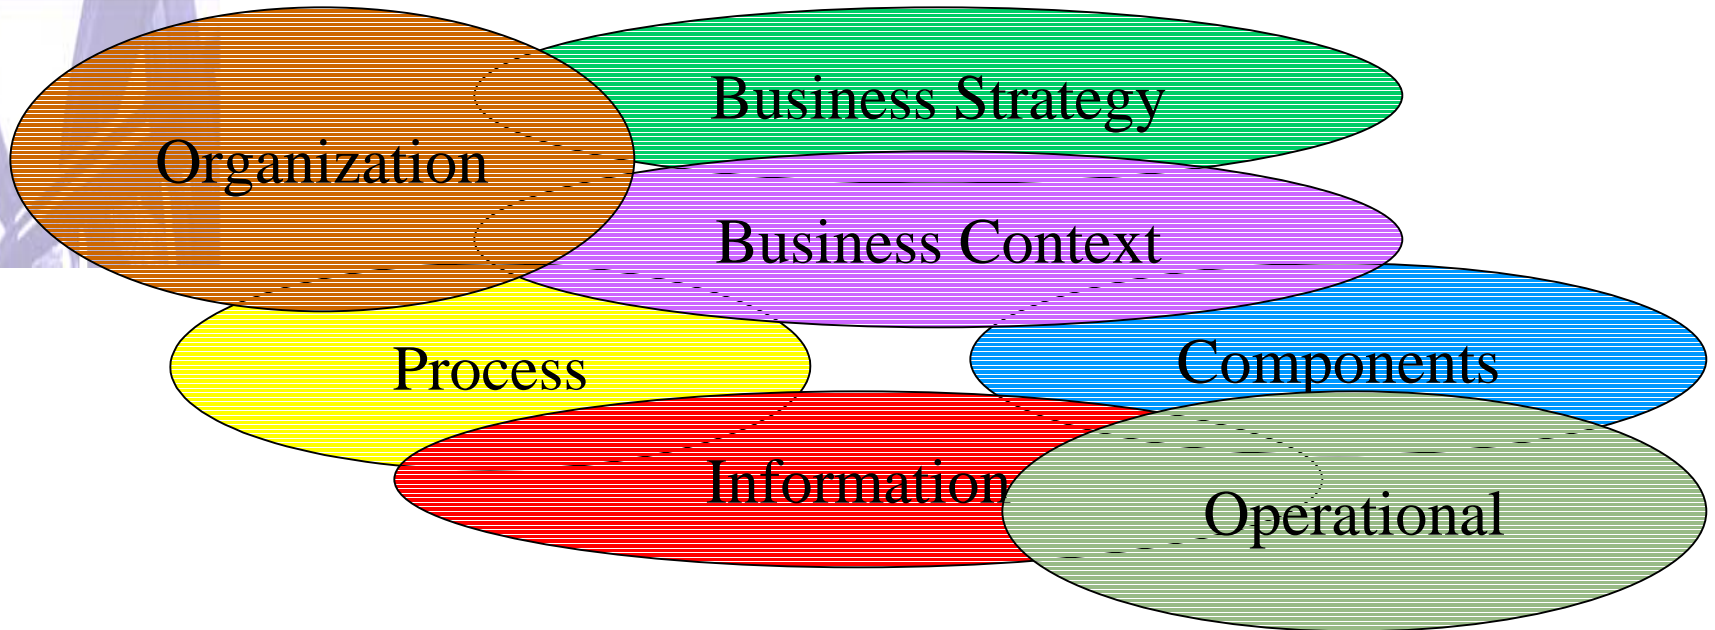 Business Strategy
Organization
Business Context
Process
Components
Information
Operational